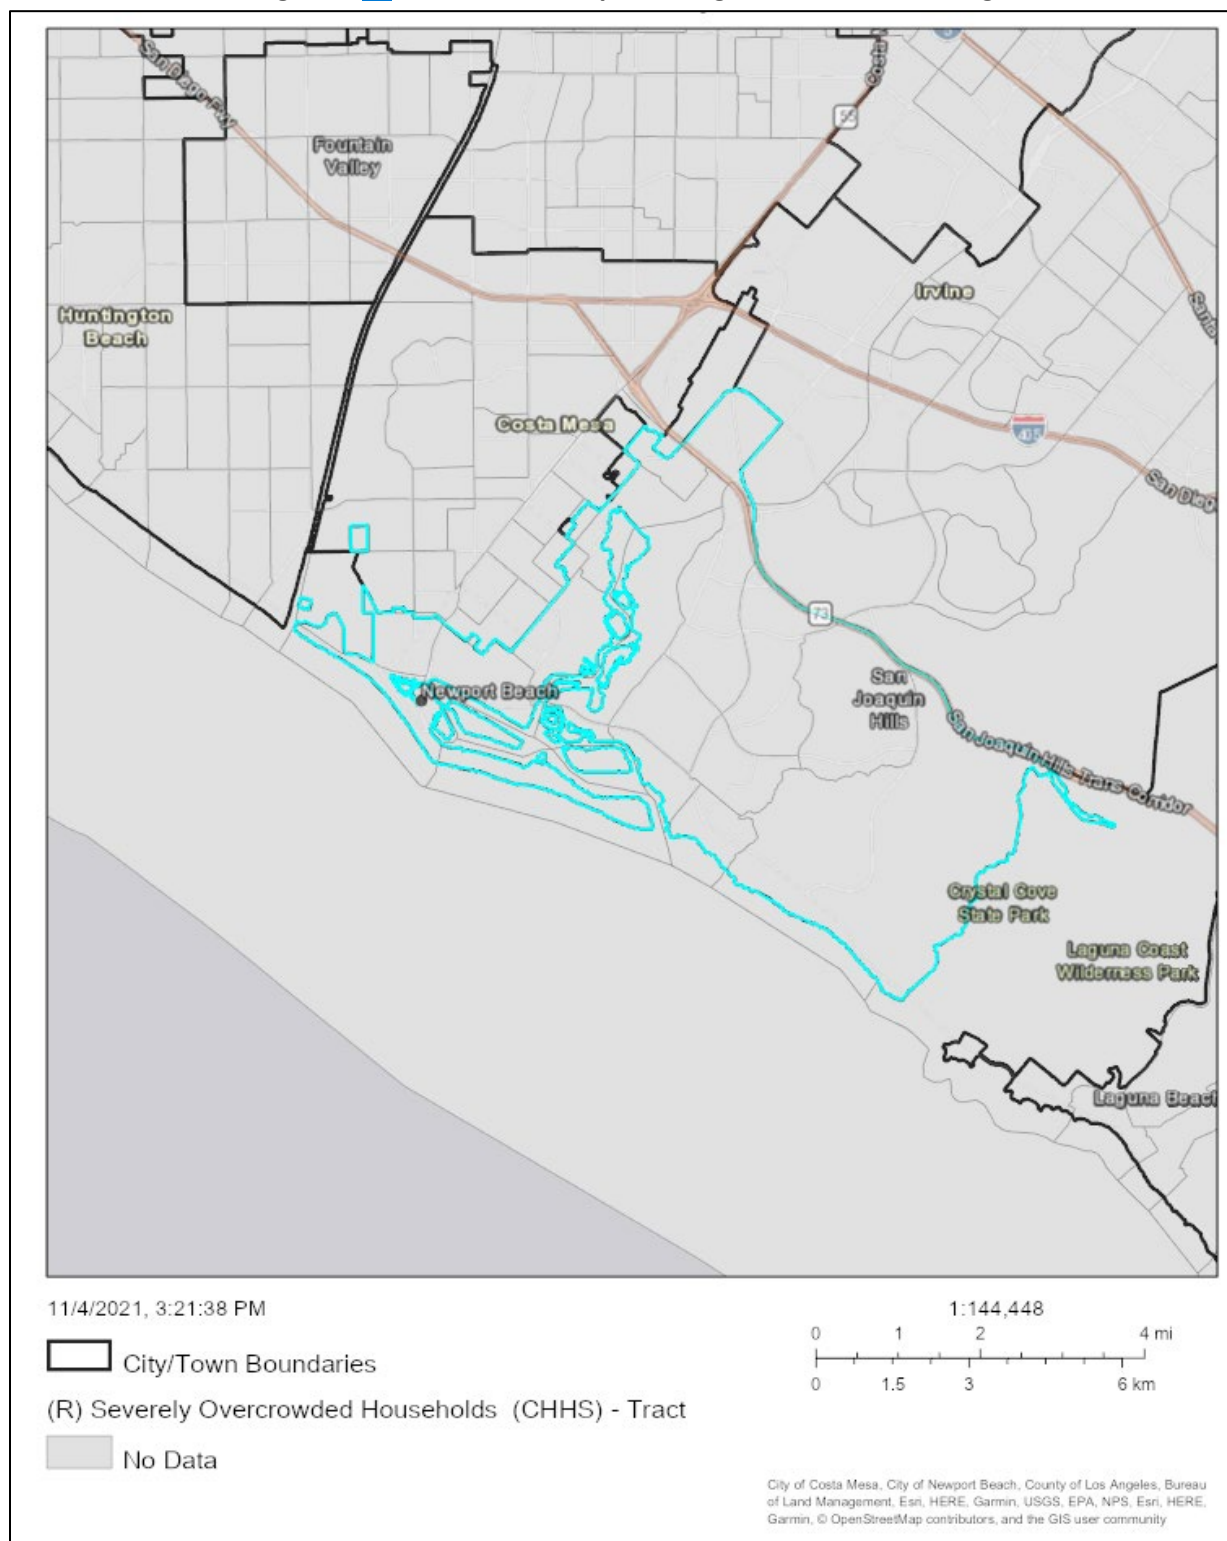 San Diego Fwy
Costa
55
5
Fountain
Valley
Irvine
Santa
Huntington
Beach
Costa Mesa
405
San Diego
73
San
Joaquin
Hills
Newport Beach
San Joaquin Hills Trans Corridor
Crystal Cove
State Park
Laguna Coast
Wilderness Park
Laguna Beach
11/4/2021, 3:21:38 PM
1:144,448
0 1 2 4 mi
0 1.5 3 6 km
City/Town Boundaries
(R) Severely Overcrowded Households (CHHS) - Tract
No Data
City of Costa Mesa, City of Newport Beach, County of Los Angeles, Bureau
of Land Management, Esri, HERE, Garmin, USGS, EPA, NPS, Esri, HERE,
Garmin, © OpenStreetMap contributors, and the GIS user community